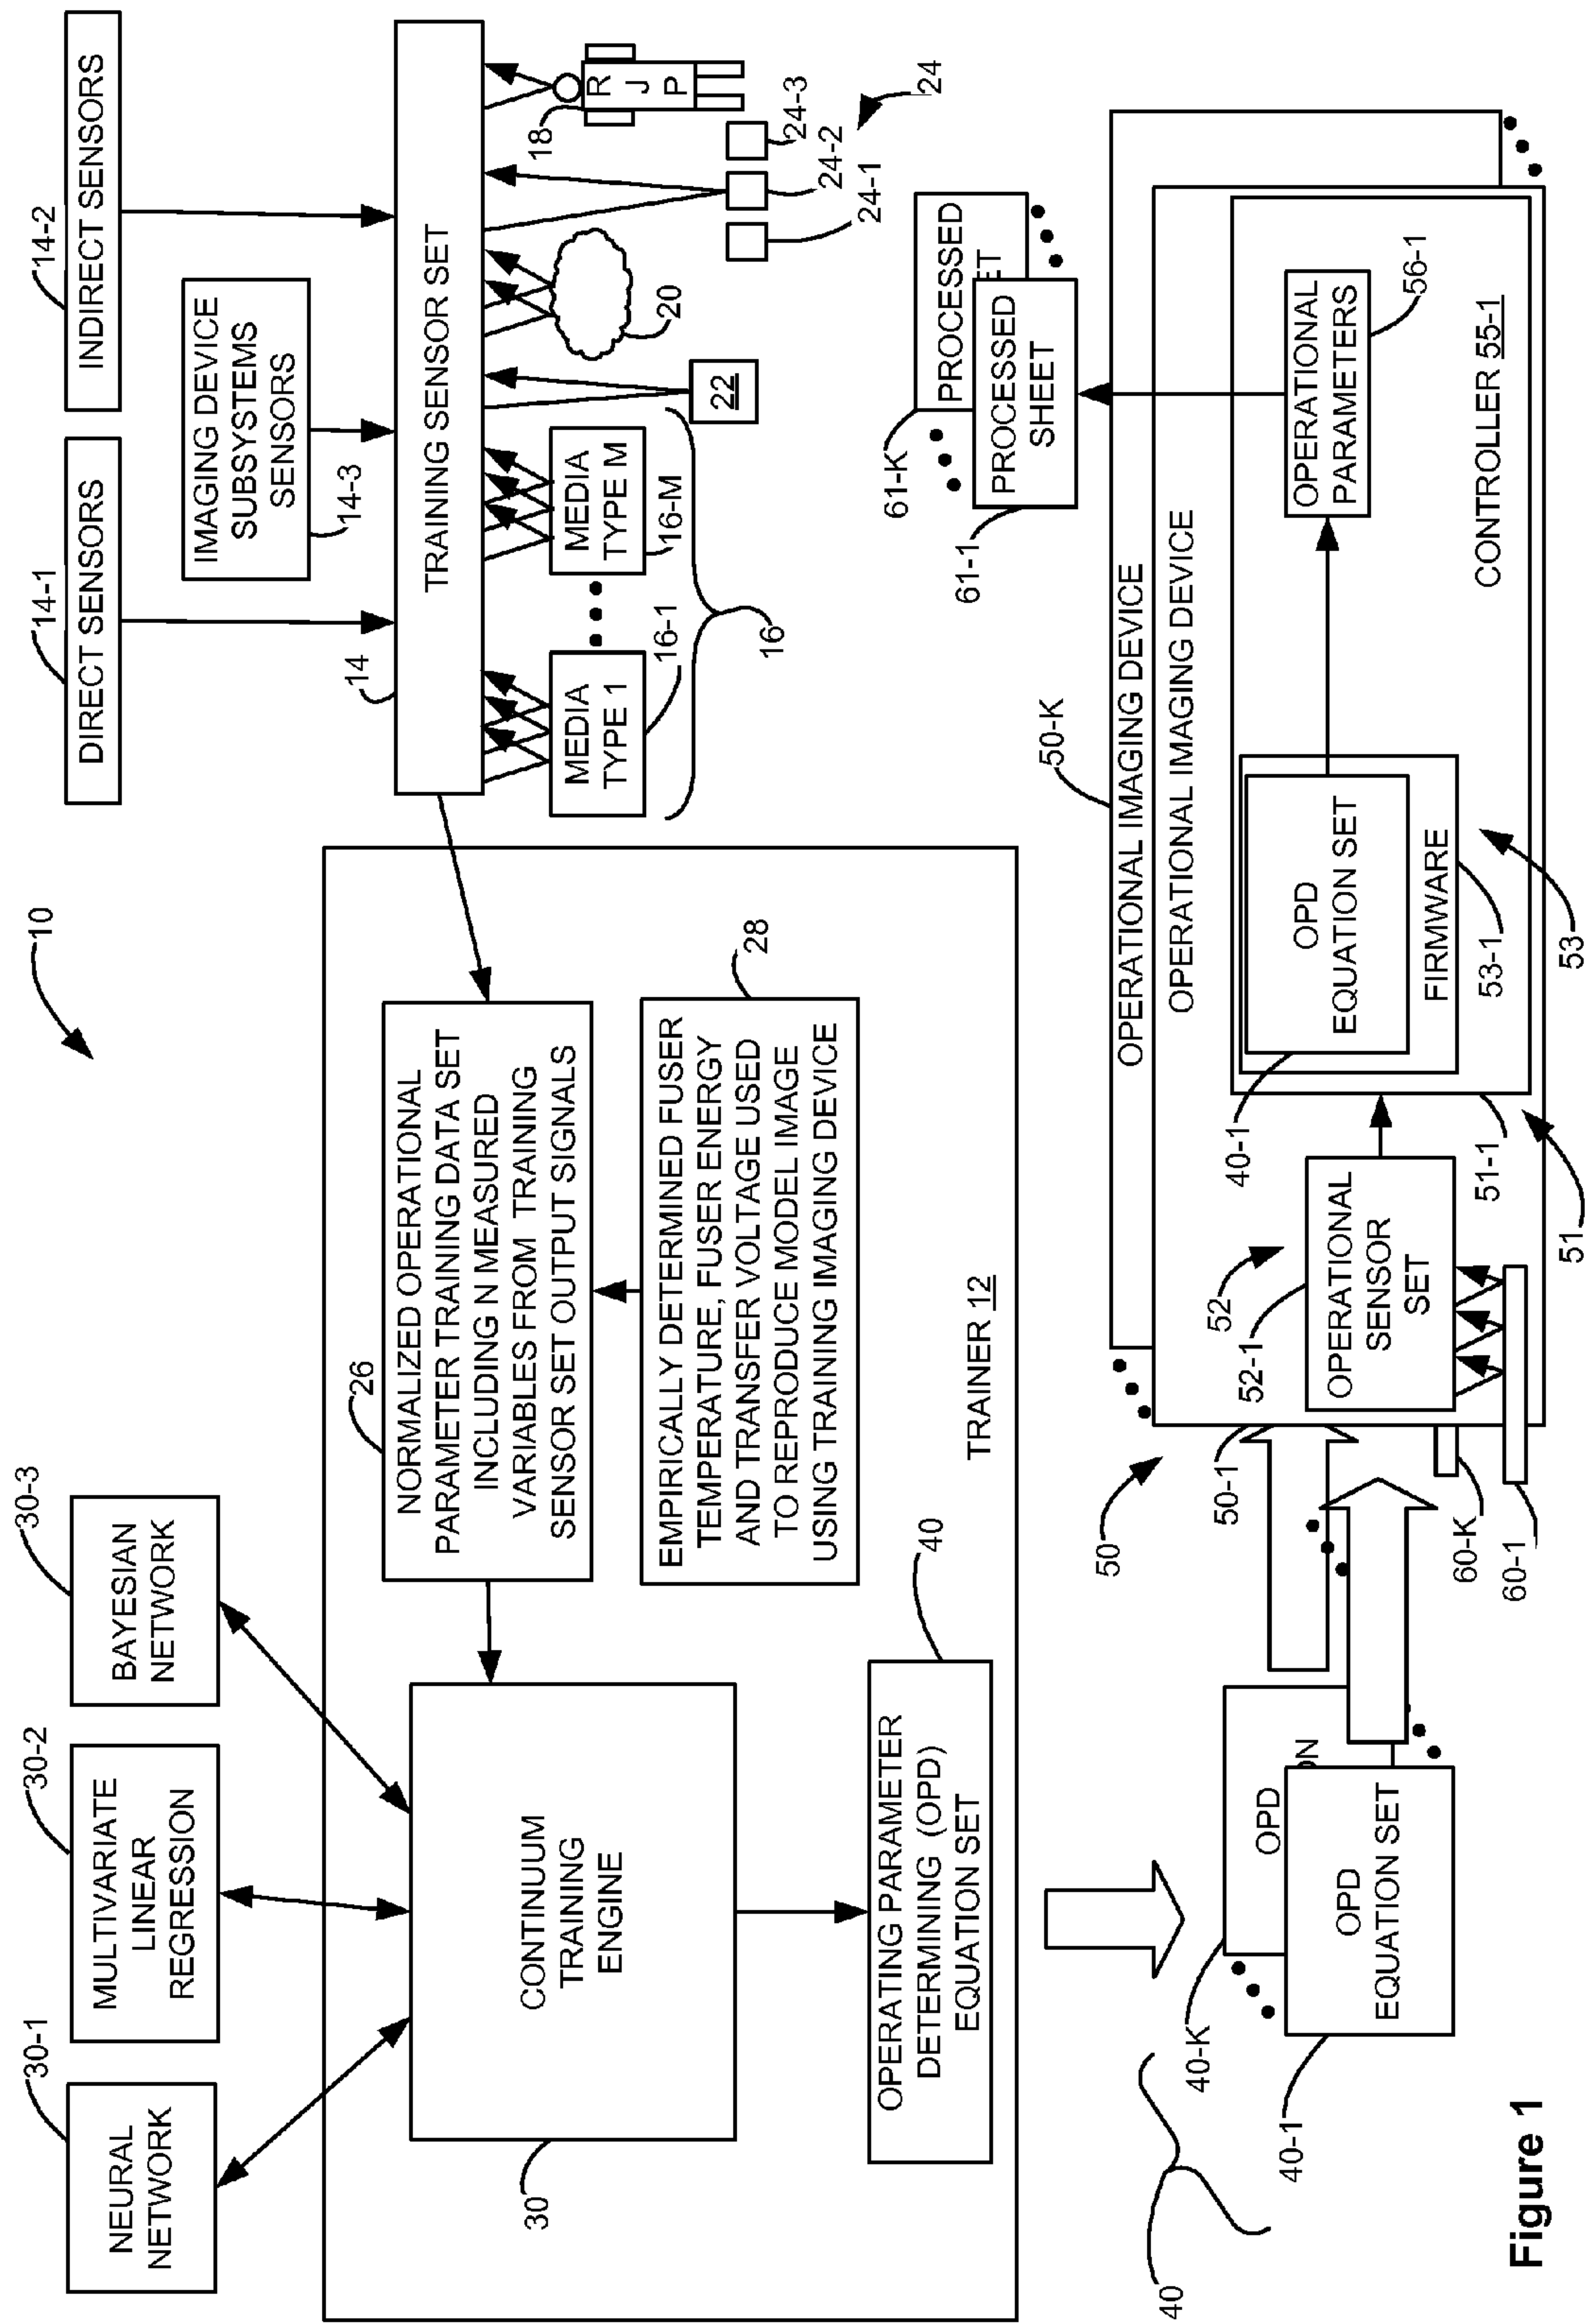 10
30-1
NEURAL
NETWORK
30-2
MULTIVARIATE
LINEAR
REGRESSION
30-3
BAYESIAN
NETWORK
14-1
DIRECT SENSORS
14-2
INDIRECT SENSORS
IMAGING DEVICE
SUBSYSTEMS
SENSORS
14-3
14
TRAINING SENSOR SET
MEDIA
TYPE 1
16-1
MEDIA
TYPE M
16-M
16
22
20
18
R
J
P
24-3
24-2
24-1
24
26
NORMALIZED OPERATIONAL
PARAMETER TRAINING DATA SET
INCLUDING N MEASURED
VARIABLES FROM TRAINING
SENSOR SET OUTPUT SIGNALS
28
EMPIRICALLY DETERMINED FUSER
TEMPERATURE, FUSER ENERGY
AND TRANSFER VOLTAGE USED
TO REPRODUCE MODEL IMAGE
USING TRAINING IMAGING DEVICE
CONTINUUM
TRAINING
ENGINE
30
40
OPERATING PARAMETER
DETERMINING (OPD)
EQUATION SET
TRAINER 12
40
40-K
OPD
ON
40-1
OPD
EQUATION SET
50
50-1
50-K
OPERATIONAL IMAGING DEVICE
OPERATIONAL IMAGING DEVICE
52
52-1
OPERATIONAL
SENSOR
SET
60-K
60-1
40-1
OPD
EQUATION SET
FIRMWARE
53-1
53
51-1
51
OPERATIONAL
PARAMETERS
56-1
CONTROLLER 55-1
61-K
PROCESSED
ET
61-1
PROCESSED
SHEET
Figure 1